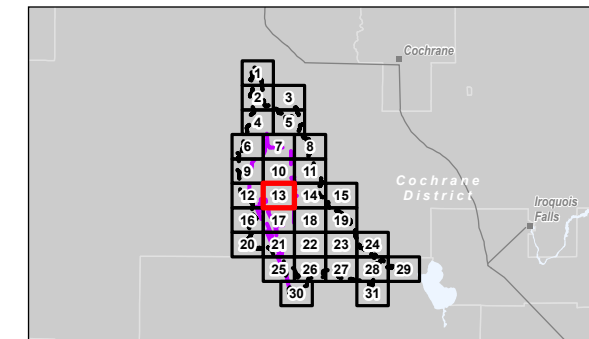 Cochrane
1
2 3
4 5
6 7 8
9 10 11
12 13 14 15
Cochrane
District
Iroquois
Falls
16 17 18 19
20 21 22 23 24
25 26 27 28 29
30 31